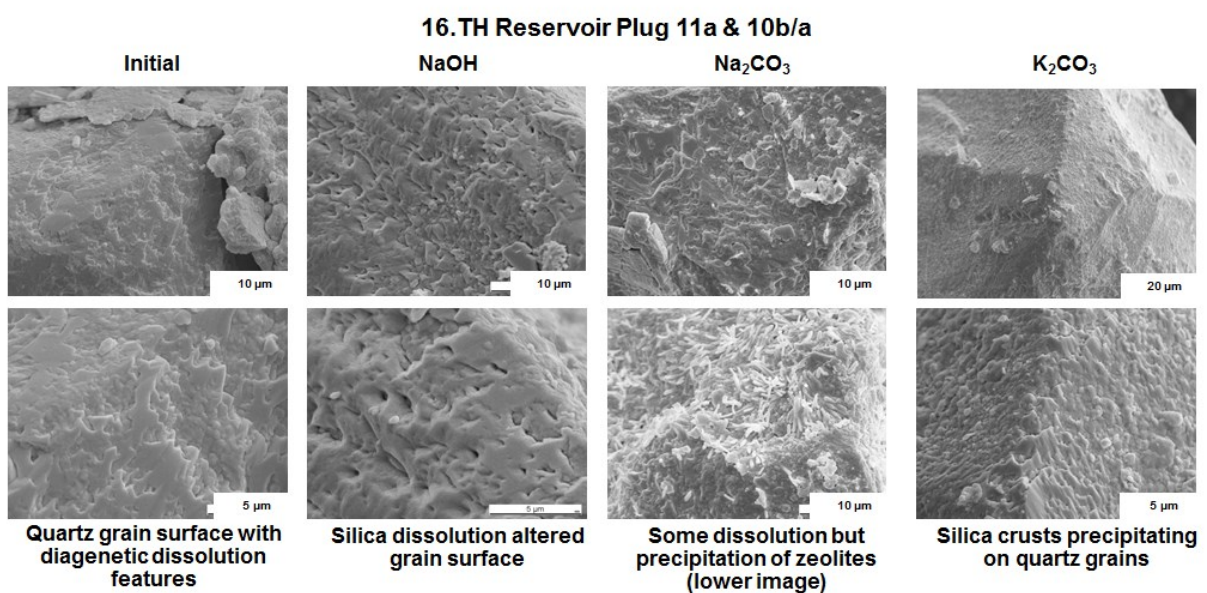 16.TH Reservoir Plug 11a & 10b/a
Initial
NaOH
Na₂CO₃
K₂CO₃
10 µm
10 µm
10 µm
20 µm
5 µm
5 µm
10 µm
5 µm
Quartz grain surface with
diagenetic dissolution
features
Silica dissolution altered
grain surface
Some dissolution but
precipitation of zeolites
(lower image)
Silica crusts precipitating
on quartz grains